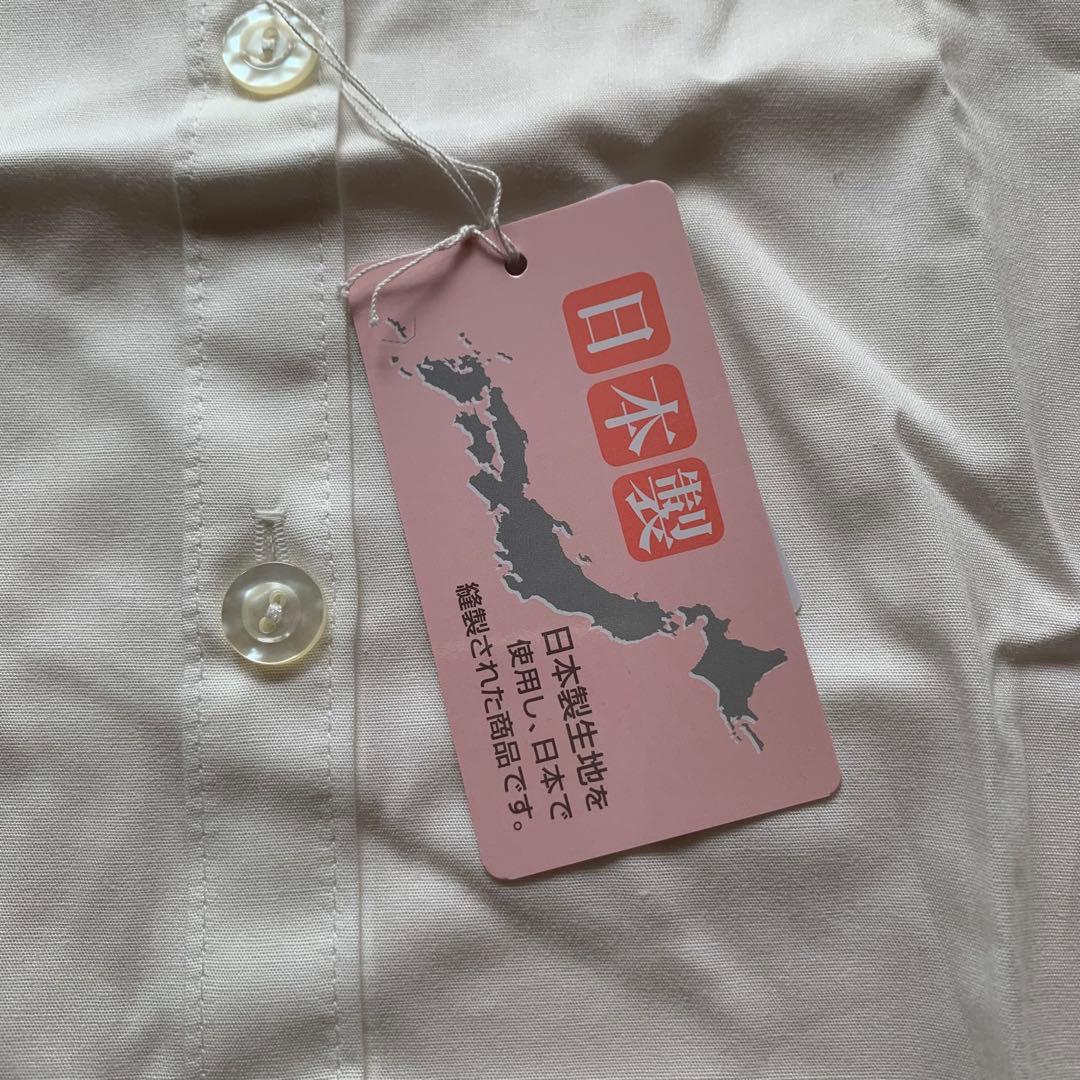 日本製
日本製生地を
使用し、日本で
縫製された商品です。